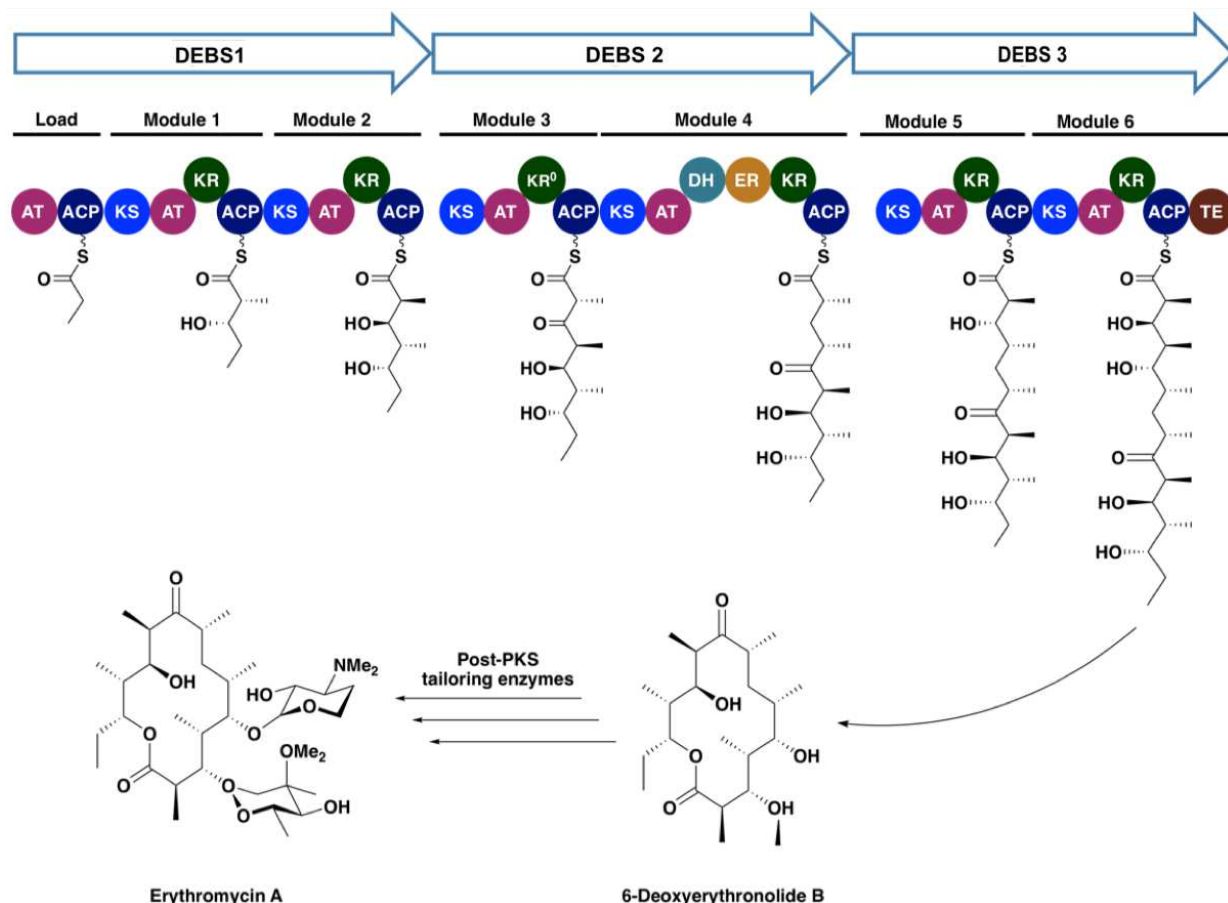 DEBS1 DEBS 2 DEBS 3
Load Module 1 Module 2 Module 3 Module 4 Module 5 Module 6
KR KR KR⁰ DH ER KR KR KR
AT ACP KS AT ACP KS AT ACP KS AT ACP KS AT ACP KS AT ACP KS AT ACP TE
S S S S S S S
O O O O O O O
HO HO O HO HO
HO HO O HO
HO O O
HO HO O
HO HO HO
HO HO
O O
NMe₂
Post-PKS
tailoring enzymes
OH HO OH
O O
O O OH
OMe₂
O O O OH
O OH
Erythromycin A 6-Deoxyerythronolide B